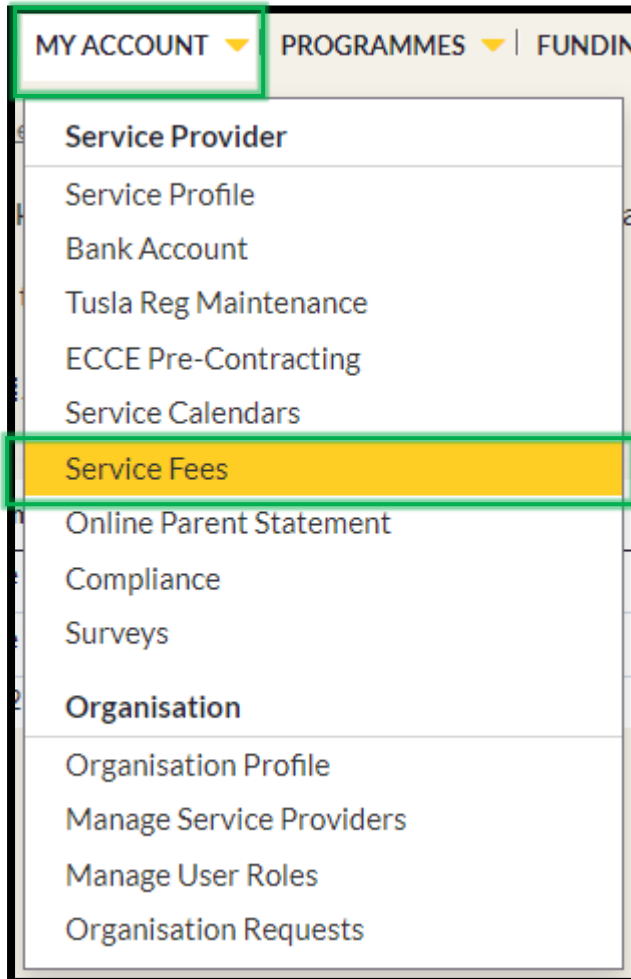 MY ACCOUNT PROGRAMMES
Service Provider
Service Profile
Bank Account
Tusla Reg Maintenance
ECCE Pre-Contracting
Service Calendars
Service Fees
Online Parent Statement
Compliance
Surveys
Organisation
Organisation Profile
Manage Service Providers
Manage User Roles
Organisation Requests